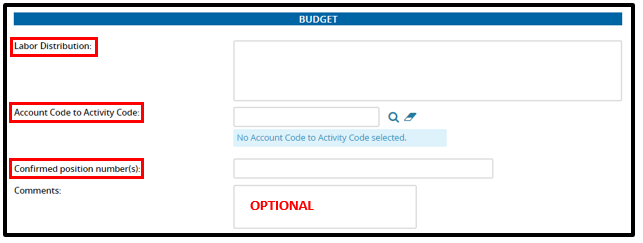 BUDGET
Labor Distribution:
Account Code to Activity Code:
No Account Code to Activity Code selected.
Confirmed position number(s):
Comments:
OPTIONAL